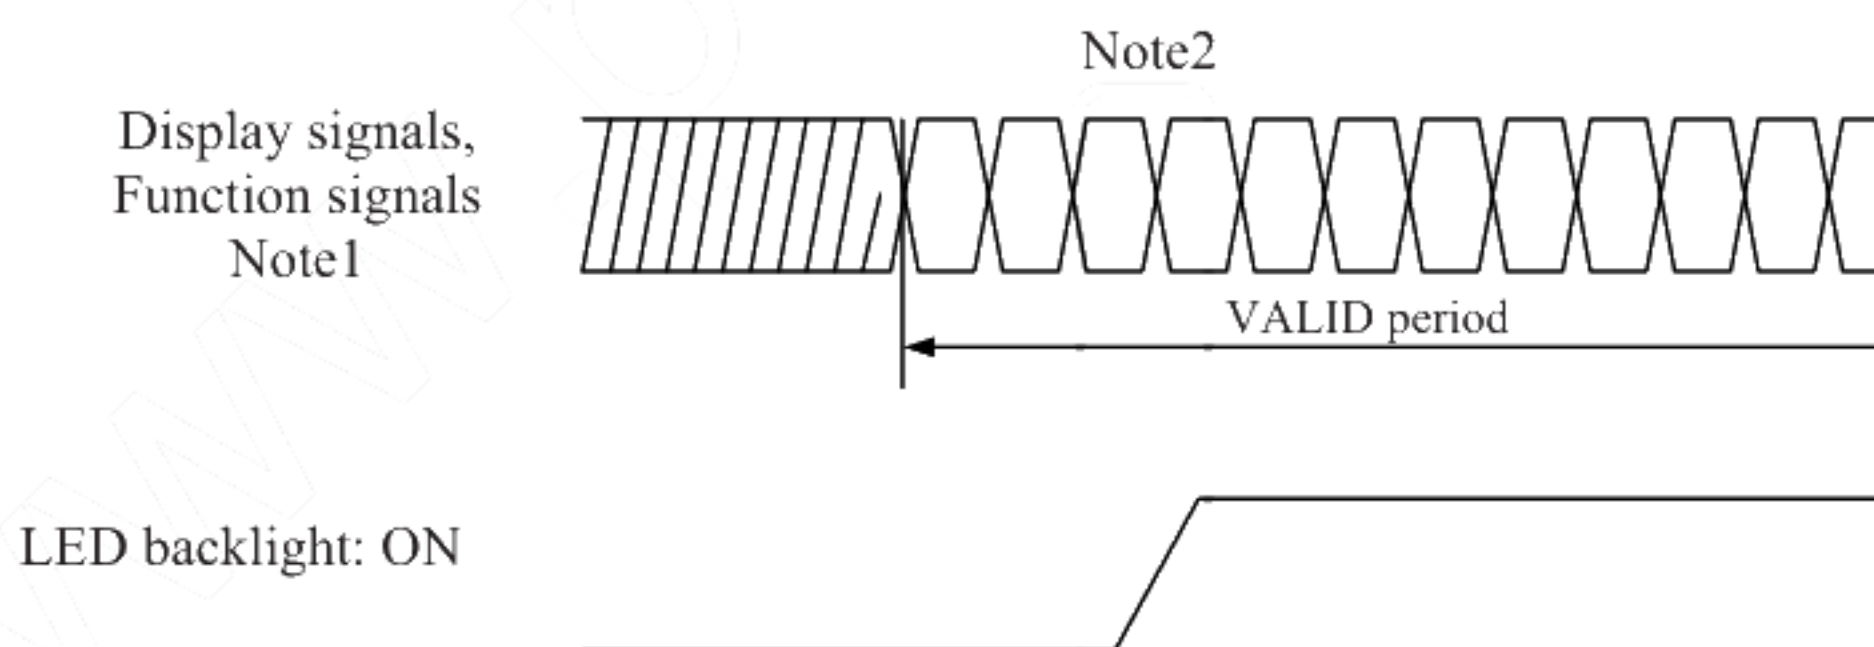 Note2
Display signals,
Function signals
Note1
VALID period
LED backlight: ON